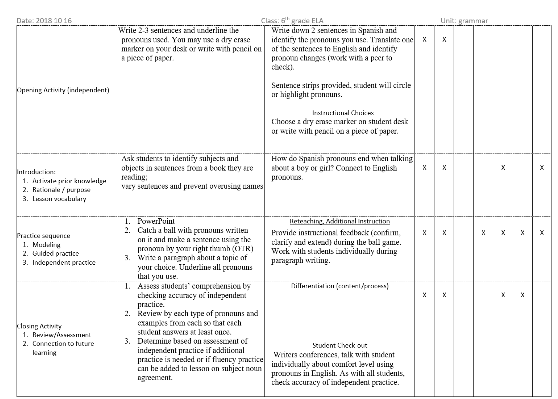 Date: 2018 10 16 Class: 6th grade ELA Unit: grammar
Opening Activity (independent)
Write 2-3 sentences and underline the
pronouns used. You may use a dry erase
marker on your desk or write with pencil on
a piece of paper.
Write down 2 sentences in Spanish and
identify the pronouns you use. Translate one
of the sentences to English and identify
pronoun changes (work with a peer to
check).
Sentence strips provided, student will circle
or highlight pronouns.
Instructional Choices
Choose a dry erase marker on student desk
or write with pencil on a piece of paper.
X X
Introduction:
1. Activate prior knowledge
2. Rationale / purpose
3. Lesson vocabulary
Ask students to identify subjects and
objects in sentences from a book they are
reading;
vary sentences and prevent overusing names
How do Spanish pronouns end when talking
about a boy or girl? Connect to English
pronouns.
X X X X
Practice sequence
1. Modeling
2. Guided practice
3. Independent practice
1. PowerPoint
2. Catch a ball with pronouns written
on it and make a sentence using the
pronoun by your right thumb (OTR)
3. Write a paragraph about a topic of
your choice. Underline all pronouns
that you use.
Reteaching, Additional Instruction
Provide instructional feedback (confirm,
clarify and extend) during the ball game.
Work with students individually during
paragraph writing.
X X X X X X
Closing Activity
1. Review/Assessment
2. Connection to future
learning
1. Assess students' comprehension by
checking accuracy of independent
practice.
2. Review by each type of pronouns and
examples from each so that each
student answers at least once.
3. Determine based on assessment of
independent practice if additional
practice is needed or if fluency practice
can be added to lesson on subject noun
agreement.
Differentiation (content/process)
Student Check out
Writers conferences, talk with student
individually about comfort level using
pronouns in English. As with all students,
check accuracy of independent practice.
X X X X